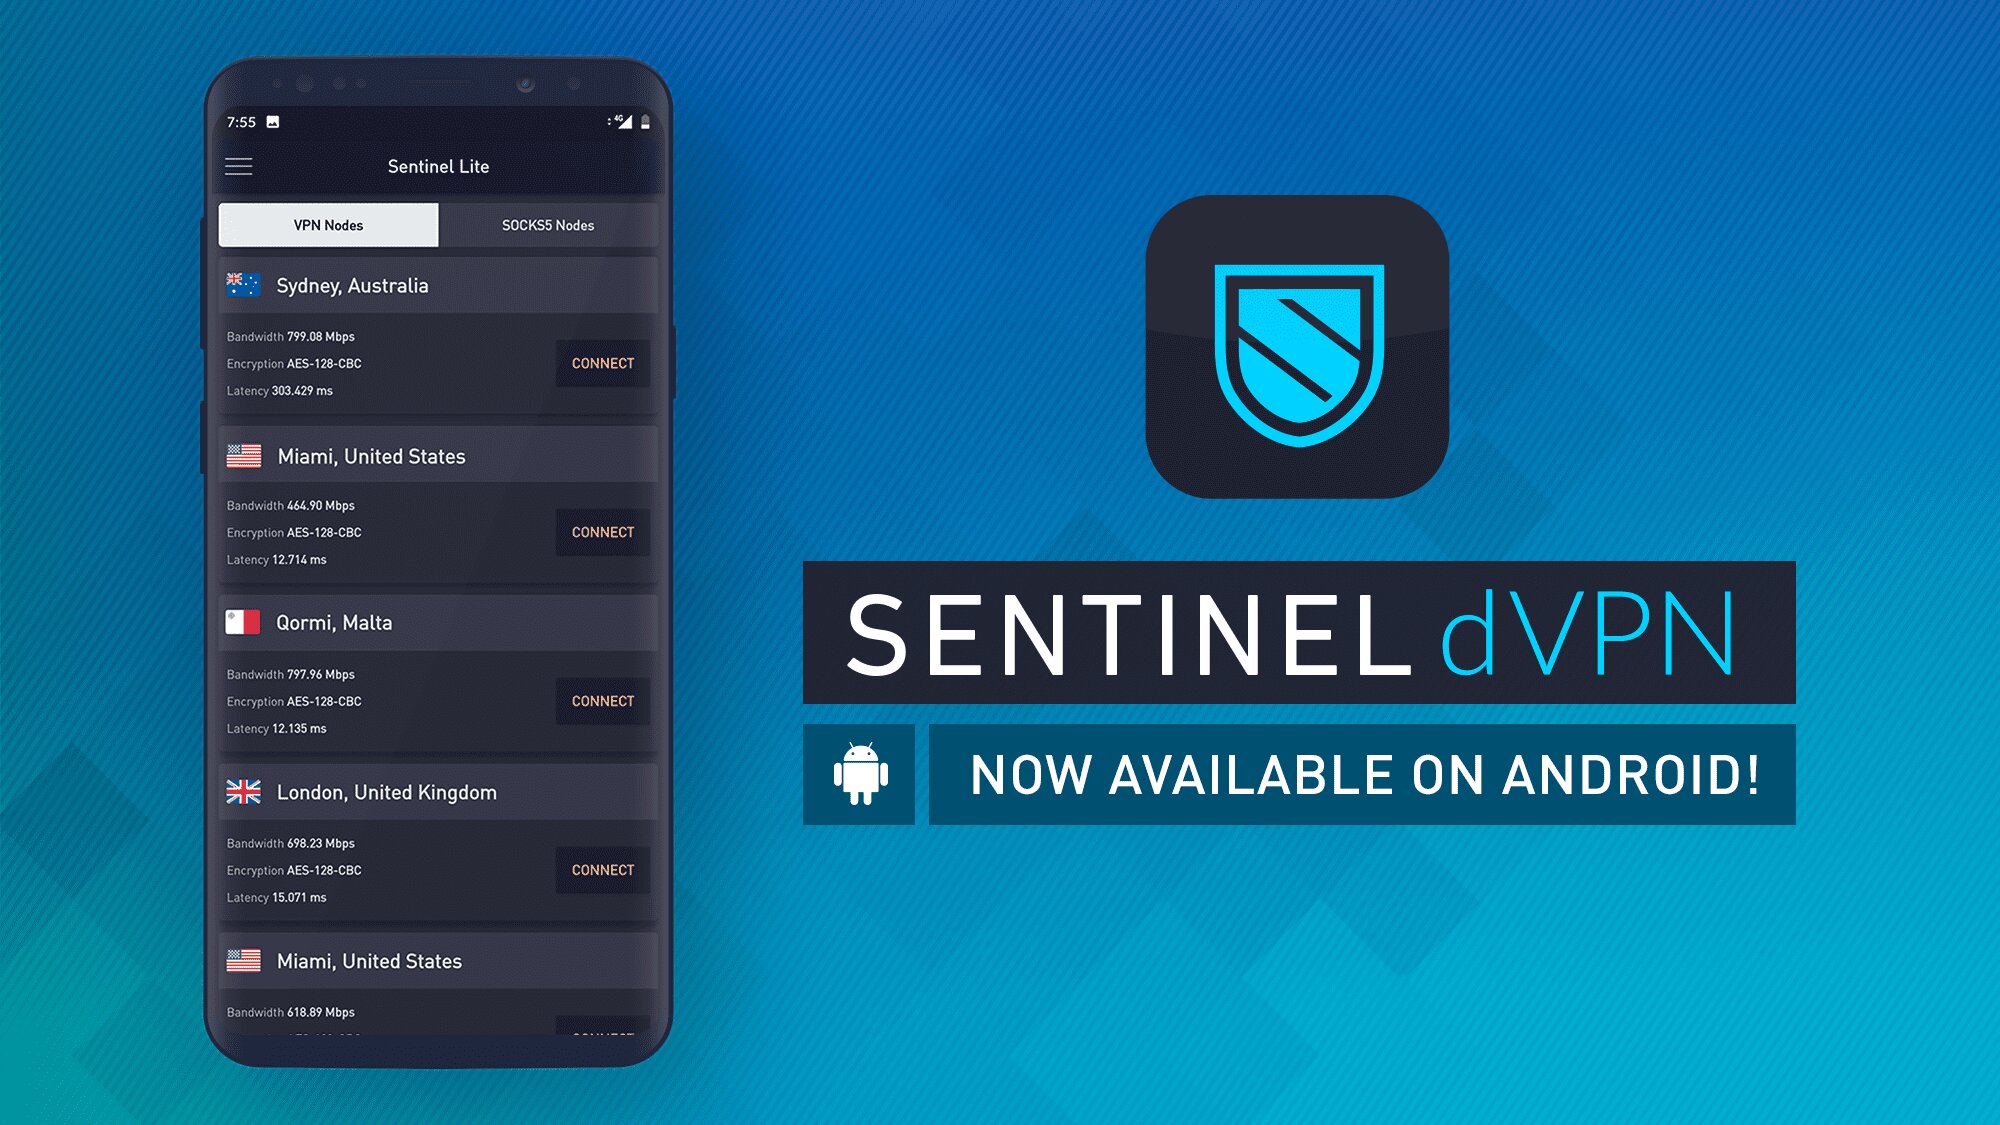 7:55
4G
Sentinel Lite
VPN Nodes
SOCKS5 Nodes
Sydney, Australia
Bandwidth 799.08 Mbps
Encryption AES-128-CBC
Latency 303.429 ms
CONNECT
Miami, United States
Bandwidth 464.90 Mbps
Encryption AES-128-CBC
Latency 12.714 ms
CONNECT
Qormi, Malta
Bandwidth 797.96 Mbps
Encryption AES-128-CBC
Latency 12.135 ms
CONNECT
London, United Kingdom
Bandwidth 698.23 Mbps
Encryption AES-128-CBC
Latency 15.071 ms
CONNECT
Miami, United States
Bandwidth 618.89 Mbps
SENTINEL dVPN
NOW AVAILABLE ON ANDROID!